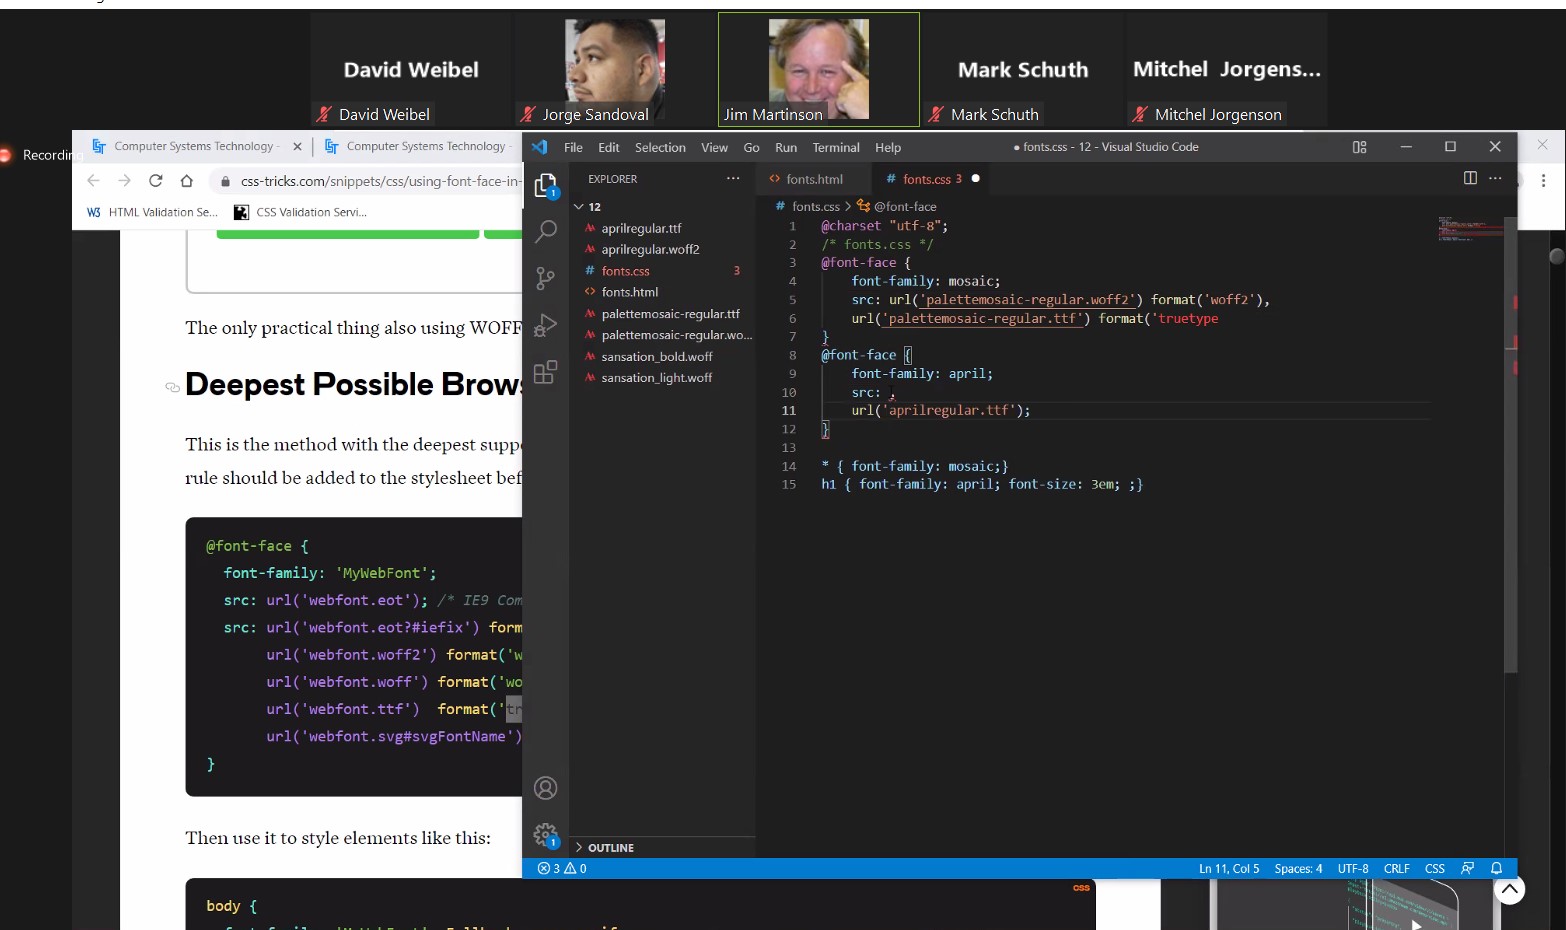 David Weibel
Mark Schuth
Mitchel Jorgens...
David Weibel
Jorge Sandoval
Jim Martinson
Mark Schuth
Mitchel Jorgenson
Recording
Computer Systems Technology -
Computer Systems Technology -
css-tricks.com/snippets/css/using-font-face-in-
W3 HTML Validation Se...
CSS Validation Servi...
The only practical thing also using WOFF
Deepest Possible Brows
This is the method with the deepest supp
rule should be added to the stylesheet bef
@font-face {
font-family: 'MyWebFont';
src: url('webfont.eot'); /* IE9 Com
src: url('webfont.eot?#iefix') form
url('webfont.woff2') format('w
url('webfont.woff') format('wo
url('webfont.ttf') format('tr
url('webfont.svg#svgFontName')
}
Then use it to style elements like this:
css
body {
File Edit Selection View Go Run Terminal Help
● fonts.css - 12 - Visual Studio Code
EXPLORER
...
12
aprilregular.ttf
aprilregular.woff2
# fonts.css 3
<> fonts.html
palettemosaic-regular.ttf
palettemosaic-regular.wo...
sansation_bold.woff
sansation_light.woff
OUTLINE
1
1
<> fonts.html
# fonts.css 3 ●
...
# fonts.css > @font-face
1 @charset "utf-8";
2 /* fonts.css */
3 @font-face {
4 font-family: mosaic;
5 src: url('palettemosaic-regular.woff2') format('woff2'),
6 url('palettemosaic-regular.ttf') format('truetype
7 }
8 @font-face {
9 font-family: april;
10 src: ,
11 url('aprilregular.ttf');
12 }
13
14 * { font-family: mosaic;}
15 h1 { font-family: april; font-size: 3em; ;}
3 0
Ln 11, Col 5 Spaces: 4 UTF-8 CRLF CSS